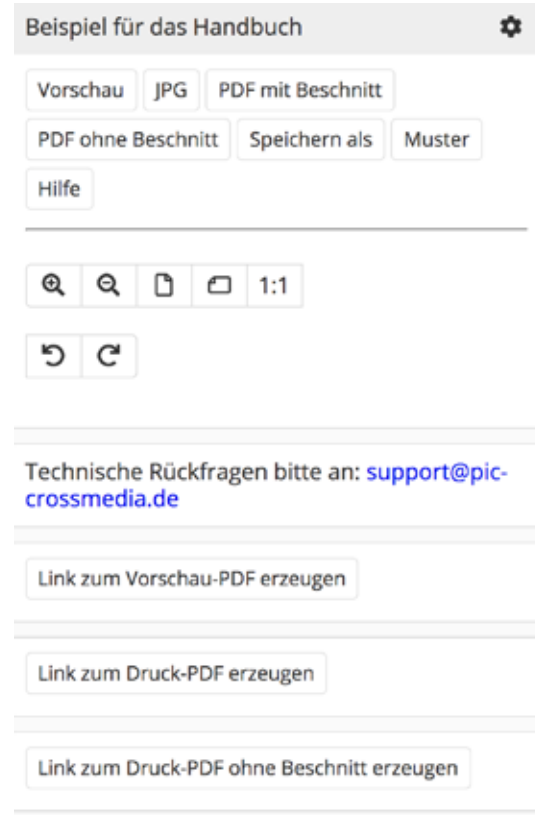 Beispiel für das Handbuch
Vorschau JPG PDF mit Beschnitt
PDF ohne Beschnitt Speichern als Muster
Hilfe
1:1
Technische Rückfragen bitte an: support@pic-
crossmedia.de
Link zum Vorschau-PDF erzeugen
Link zum Druck-PDF erzeugen
Link zum Druck-PDF ohne Beschnitt erzeugen